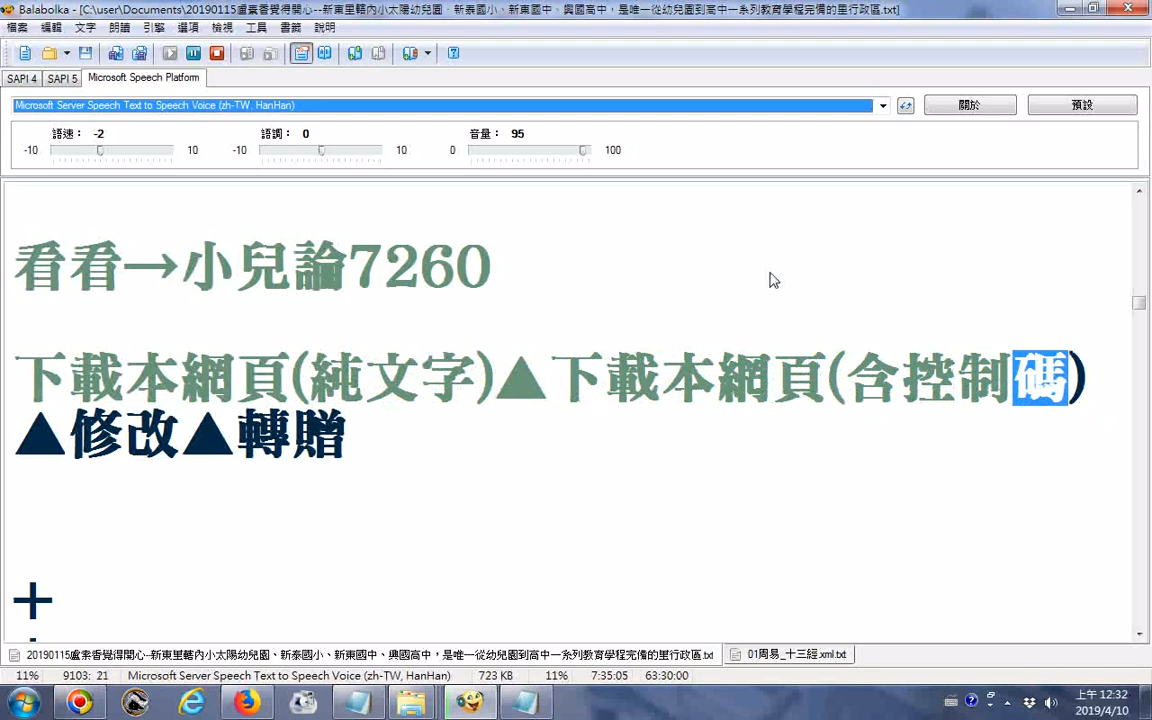 Balabolka - [C:\user\Documents\20190115盧素香覺得開心--新東里轄內小太陽幼兒園、新泰國小、新東國中、興國高中，是唯一從幼兒園到高中一系列教育學程完備的里行政區.txt]
檔案 編輯 文字 朗讀 引擎 選項 檢視 工具 書籤 說明
SAPI 4 SAPI 5 Microsoft Speech Platform
Microsoft Server Speech Text to Speech Voice (zh-TW, HanHan) 關於 預設
語速： -2 語調： 0 音量： 95
-10 10 -10 10 0 100
看看→小兒論7260
下載本網頁(純文字)▲下載本網頁(含控制碼)
▲修改▲轉贈
+
20190115盧素香覺得開心--新東里轄內小太陽幼兒園、新泰國小、新東國中、興國高中，是唯一從幼兒園到高中一系列教育學程完備的里行政區.txt 01周易_十三經.xml.txt
11% 9103: 21 Microsoft Server Speech Text to Speech Voice (zh-TW, HanHan) 723 KB 11% 7:35:05 63:30:00
上午 12:32
2019/4/10